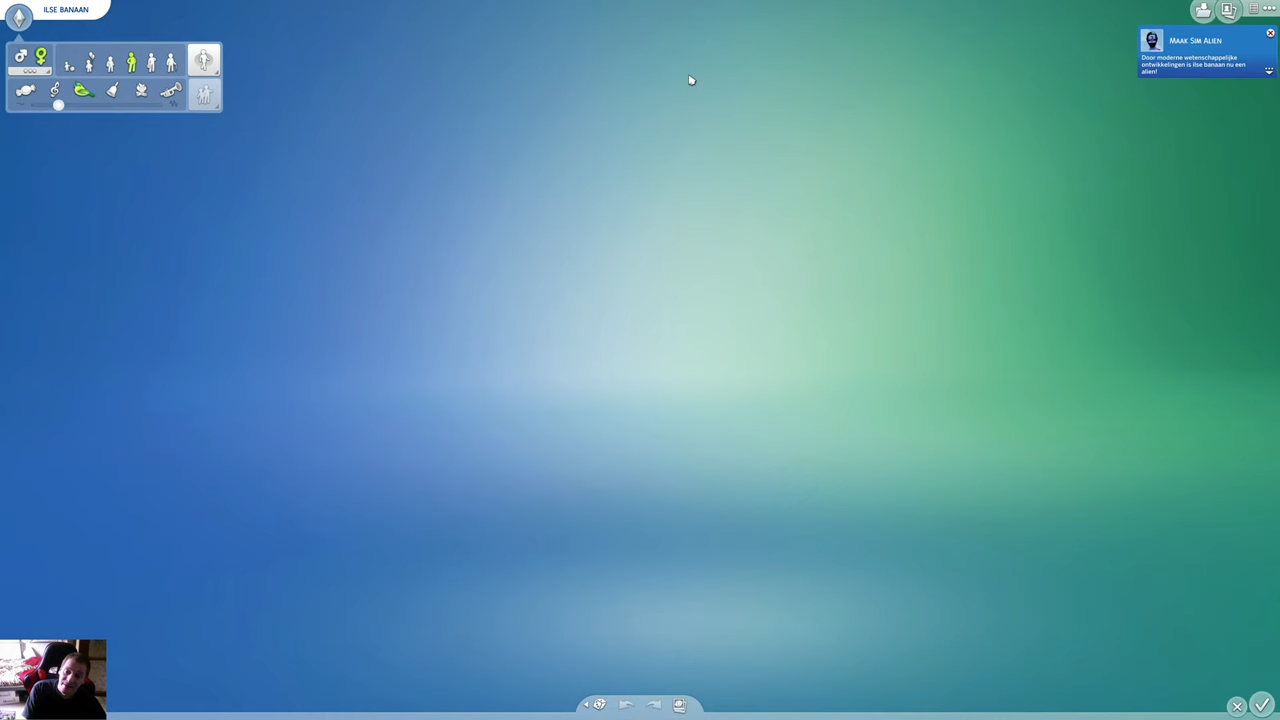 ILSE BANAAN
MAAK SIM ALIEN
Door moderne wetenschappelijke
ontwikkelingen is ilse banaan nu een
alien!